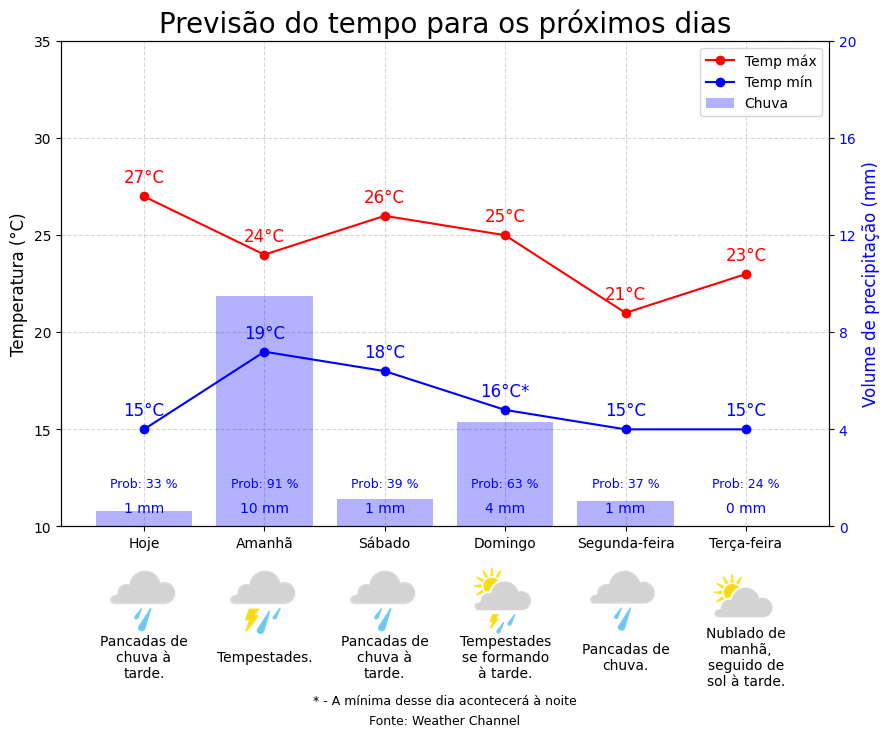 Previsão do tempo para os próximos dias
35
30
25
20
15
10
Temperatura (°C)
20
16
12
8
4
0
Volume de precipitação (mm)
Temp máx
Temp mín
Chuva
27°C
24°C
26°C
25°C
21°C
23°C
15°C
19°C
18°C
16°C*
15°C
15°C
Prob: 33 %
Prob: 91 %
Prob: 39 %
Prob: 63 %
Prob: 37 %
Prob: 24 %
1 mm
10 mm
1 mm
4 mm
1 mm
0 mm
Hoje
Amanhã
Sábado
Domingo
Segunda-feira
Terça-feira
Pancadas de
chuva à
tarde.
Tempestades.
Pancadas de
chuva à
tarde.
Tempestades
se formando
à tarde.
Pancadas de
chuva.
Nublado de
manhã,
seguido de
sol à tarde.
* - A mínima desse dia acontecerá à noite
Fonte: Weather Channel